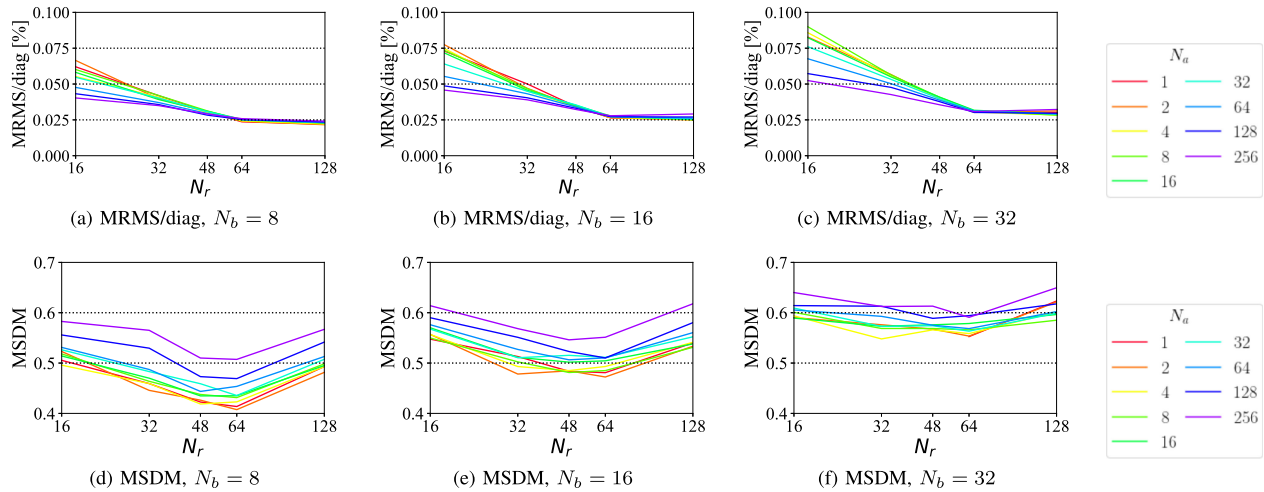 0.100
0.075
0.050
0.025
0.000
MRMS/diag [%]
16 32 48 64 128
N_r
(a) MRMS/diag, N_b = 8
0.100
0.075
0.050
0.025
0.000
MRMS/diag [%]
16 32 48 64 128
N_r
(b) MRMS/diag, N_b = 16
0.100
0.075
0.050
0.025
0.000
MRMS/diag [%]
16 32 48 64 128
N_r
(c) MRMS/diag, N_b = 32
N_a
1 32
2 64
4 128
8 256
16
0.7
0.6
0.5
0.4
MSDM
16 32 48 64 128
N_r
(d) MSDM, N_b = 8
0.7
0.6
0.5
0.4
MSDM
16 32 48 64 128
N_r
(e) MSDM, N_b = 16
0.7
0.6
0.5
0.4
MSDM
16 32 48 64 128
N_r
(f) MSDM, N_b = 32
N_a
1 32
2 64
4 128
8 256
16